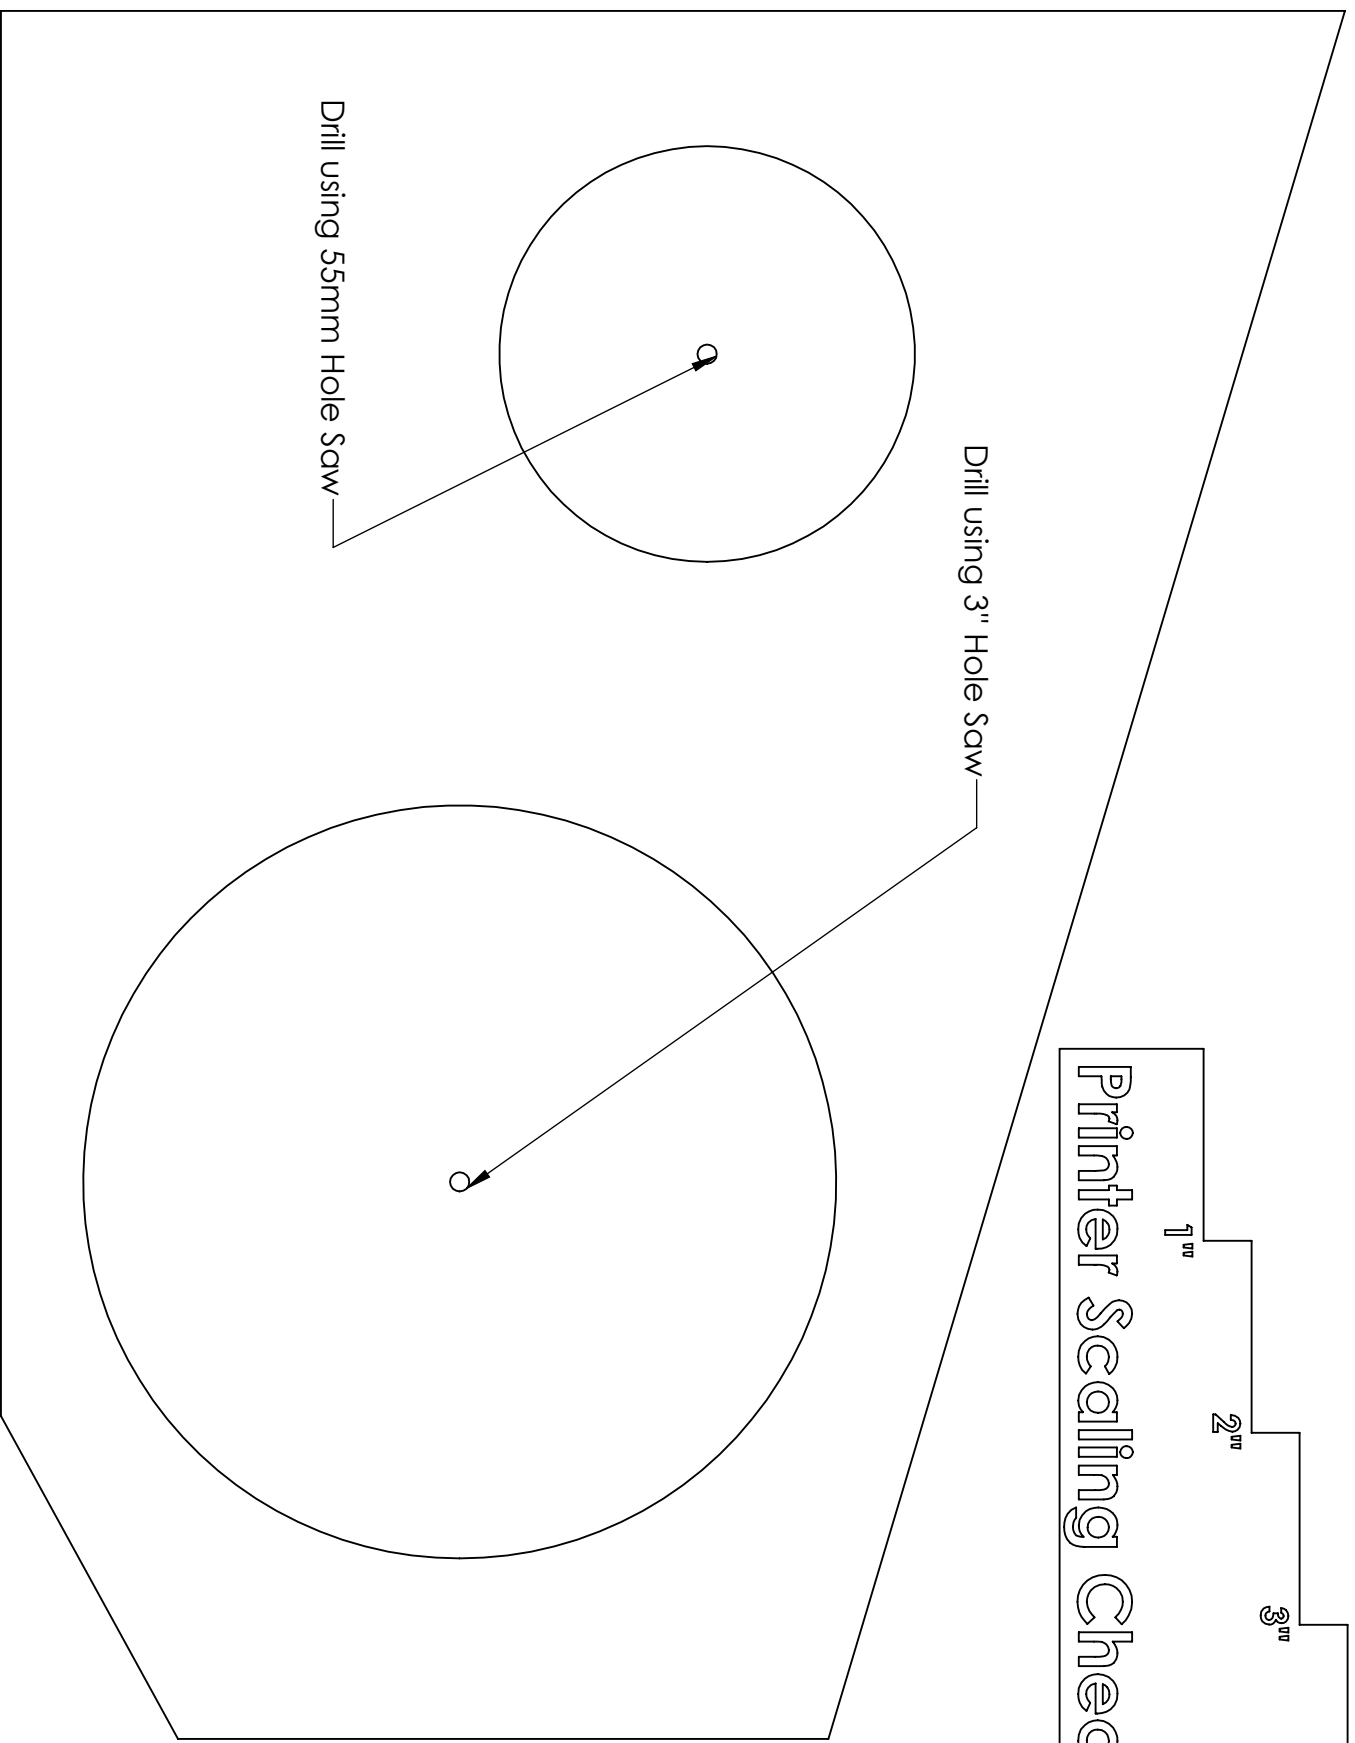 Drill using 3" Hole Saw
Drill using 55mm Hole Saw
1"
2"
3"
Printer Scaling Chec